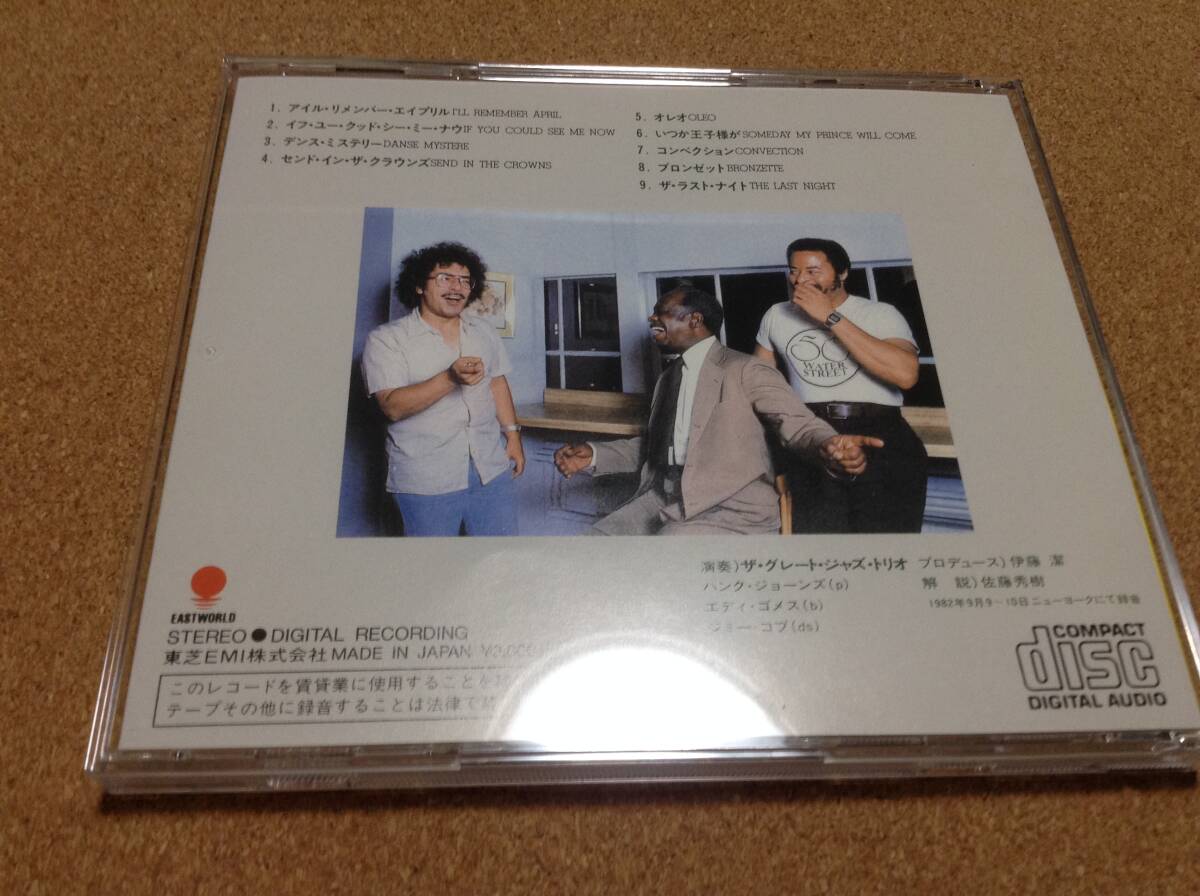 1. アイル・リメンバー・エイプリル I'LL REMEMBER APRIL
2. イフ・ユー・クッド・シー・ミー・ナウ IF YOU COULD SEE ME NOW
3. デンス・ミステリー DANSE MYSTERE
4. センド・イン・ザ・クラウンズ SEND IN THE CROWNS
5. オレオ OLEO
6. いつか王子様が SOMEDAY MY PRINCE WILL COME
7. コンベクション CONVECTION
8. ブロンゼット BRONZETTE
9. ザ・ラスト・ナイト THE LAST NIGHT
WATER
STREET
演奏)ザ・グレート・ジャズ・トリオ
ハンク・ジョーンズ(p)
エディ・ゴメス(b)
ジミー・コブ(ds)
プロデュース)伊藤 潔
解 説)佐藤秀樹
1982年9月9〜10日ニューヨークにて録音
EASTWORLD
STEREO●DIGITAL RECORDING
東芝EMI株式会社 MADE IN JAPAN
このレコードを賃貸業に使用することを
テープその他に録音することは法律で
COMPACT
disc
DIGITAL AUDIO